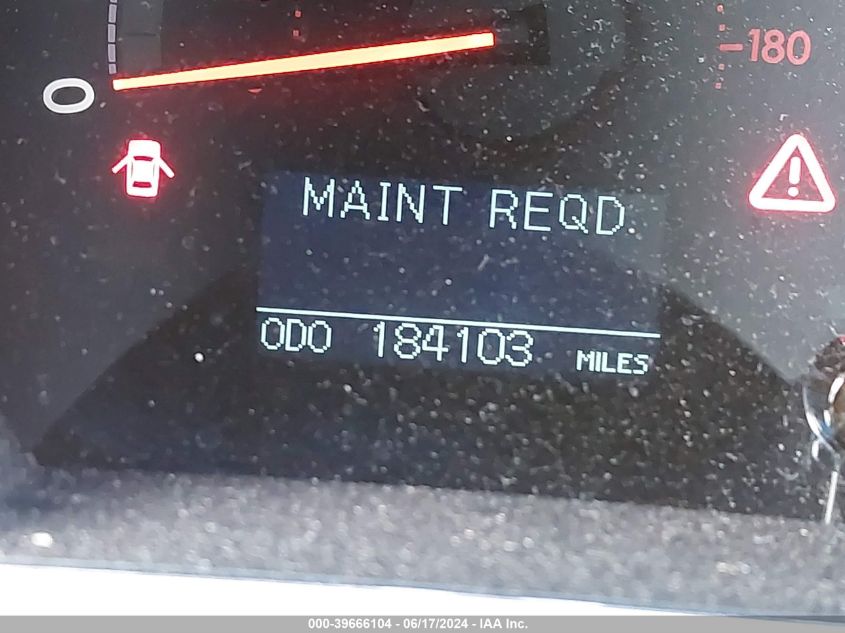 0
-180
MAINT REQD
ODO 184103 MILES
000-39666104 - 06/17/2024 - IAA Inc.